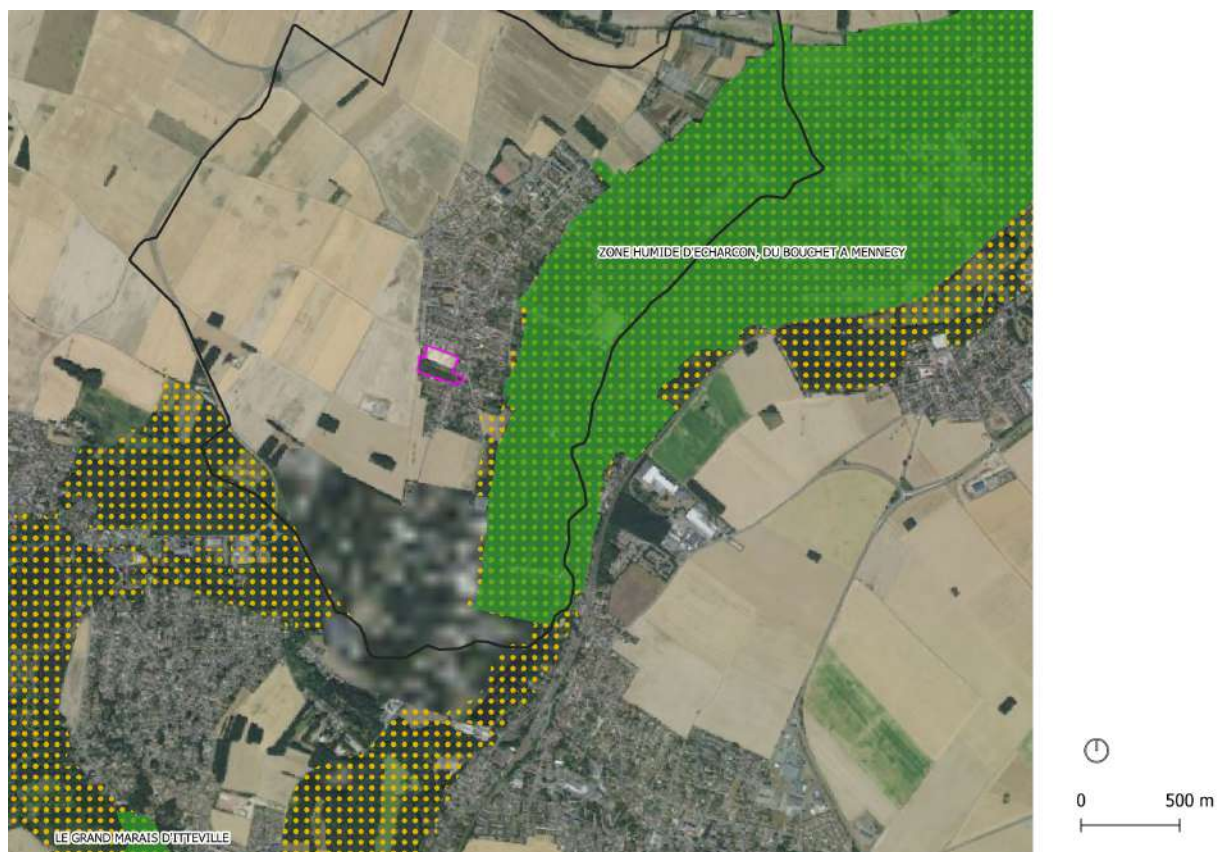 ZONE HUMIDE D'ECHARCON, DU BOUCHET A MENNECY
LE GRAND MARAIS D'ITTEVILLE
0 500 m